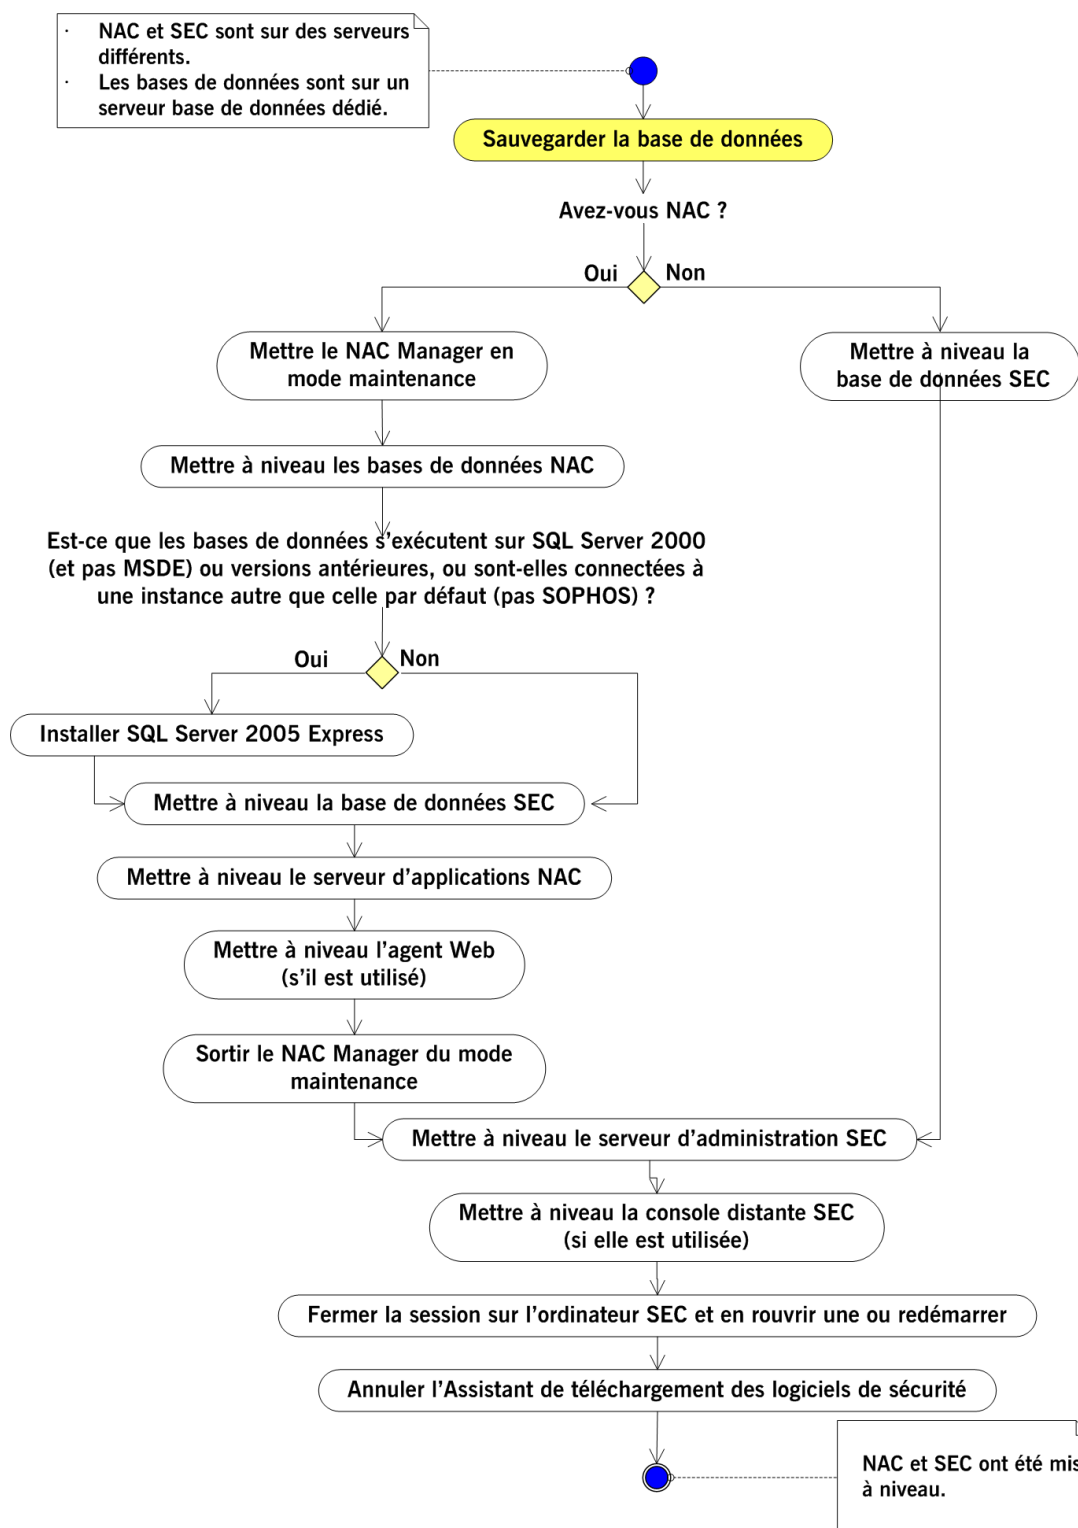 · NAC et SEC sont sur des serveurs
différents.
· Les bases de données sont sur un
serveur base de données dédié.
Sauvegarder la base de données
Avez-vous NAC ?
Oui
Non
Mettre le NAC Manager en
mode maintenance
Mettre à niveau la
base de données SEC
Mettre à niveau les bases de données NAC
Est-ce que les bases de données s’exécutent sur SQL Server 2000
(et pas MSDE) ou versions antérieures, ou sont-elles connectées à
une instance autre que celle par défaut (pas SOPHOS) ?
Oui
Non
Installer SQL Server 2005 Express
Mettre à niveau la base de données SEC
Mettre à niveau le serveur d’applications NAC
Mettre à niveau l’agent Web
(s’il est utilisé)
Sortir le NAC Manager du mode
maintenance
Mettre à niveau le serveur d’administration SEC
Mettre à niveau la console distante SEC
(si elle est utilisée)
Fermer la session sur l’ordinateur SEC et en rouvrir une ou redémarrer
Annuler l’Assistant de téléchargement des logiciels de sécurité
NAC et SEC ont été mis
à niveau.